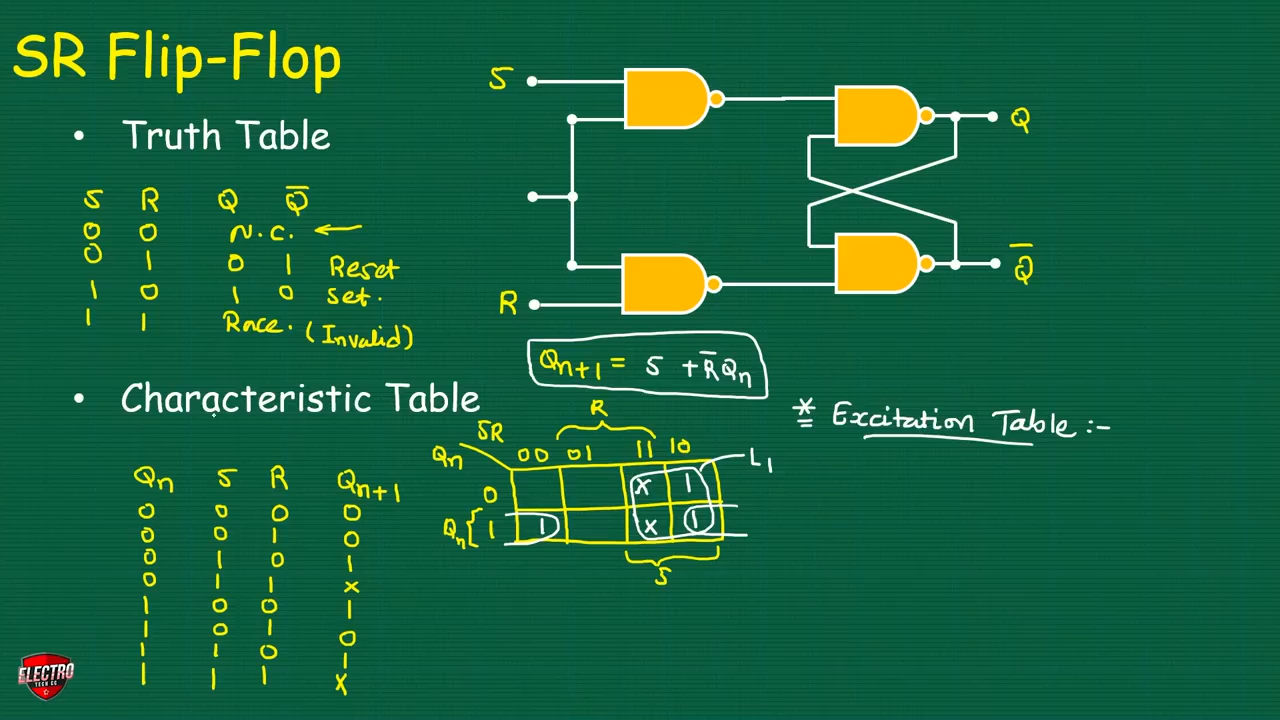 SR Flip-Flop
• Truth Table
S R Q Q̅
0 0 N.C. ←
0 1 0 1 Reset
1 0 1 0 Set.
1 1 Race. (Invalid)
S
R
Q
Q̅
Qn+1 = S + R̅Qn
• Characteristic Table
Qn S R Qn+1
0 0 0 0
0 0 1 0
0 1 0 1
0 1 1 x
1 0 0 1
1 0 1 0
1 1 0 1
1 1 1 x
R
SR
Qn
00 01 11 10
L1
0 x 1
Qn { 1 1 x 1
S
* Excitation Table :-
ELECTRO
TECH CC